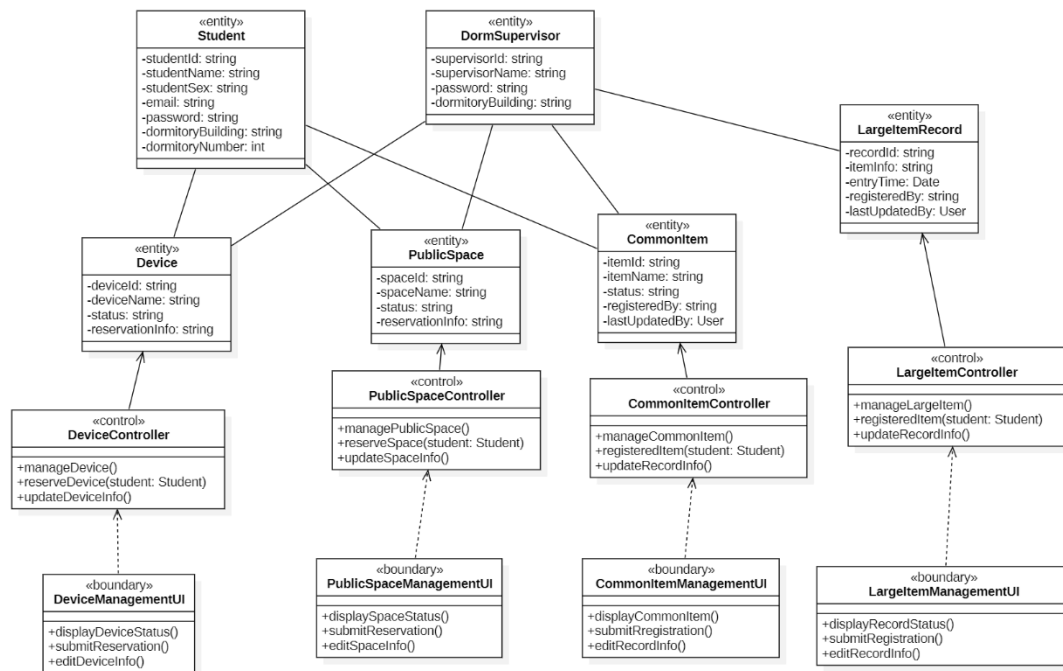 «entity»
Student
-studentId: string
-studentName: string
-studentSex: string
-email: string
-password: string
-dormitoryBuilding: string
-dormitoryNumber: int
«entity»
DormSupervisor
-supervisorId: string
-supervisorName: string
-password: string
-dormitoryBuilding: string
«entity»
LargeItemRecord
-recordId: string
-itemInfo: string
-entryTime: Date
-registeredBy: string
-lastUpdatedBy: User
«entity»
Device
-deviceId: string
-deviceName: string
-status: string
-reservationInfo: string
«entity»
PublicSpace
-spaceId: string
-spaceName: string
-status: string
-reservationInfo: string
«entity»
CommonItem
-itemId: string
-itemName: string
-status: string
-registeredBy: string
-lastUpdatedBy: User
«control»
DeviceController
+manageDevice()
+reserveDevice(student: Student)
+updateDeviceInfo()
«control»
PublicSpaceController
+managePublicSpace()
+reserveSpace(student: Student)
+updateSpaceInfo()
«control»
CommonItemController
+manageCommonItem()
+registeredItem(student: Student)
+updateRecordInfo()
«control»
LargeItemController
+manageLargeItem()
+registeredItem(student: Student)
+updateRecordInfo()
«boundary»
DeviceManagementUI
+displayDeviceStatus()
+submitReservation()
+editDeviceInfo()
«boundary»
PublicSpaceManagementUI
+displaySpaceStatus()
+submitReservation()
+editSpaceInfo()
«boundary»
CommonItemManagementUI
+displayCommonItem()
+submitRregistration()
+editRecordInfo()
«boundary»
LargeItemManagementUI
+displayRecordStatus()
+submitRegistration()
+editRecordInfo()